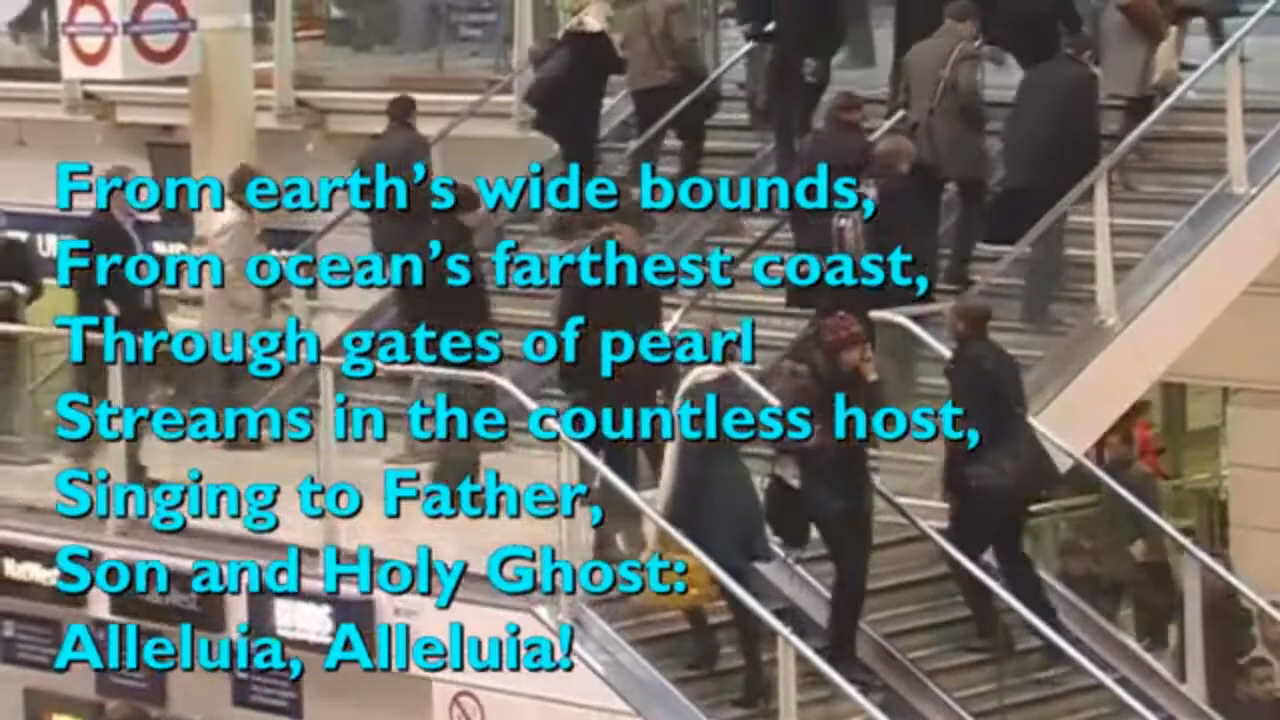 From earth’s wide bounds,
From ocean’s farthest coast,
Through gates of pearl
Streams in the countless host,
Singing to Father,
Son and Holy Ghost:
Alleluia, Alleluia!